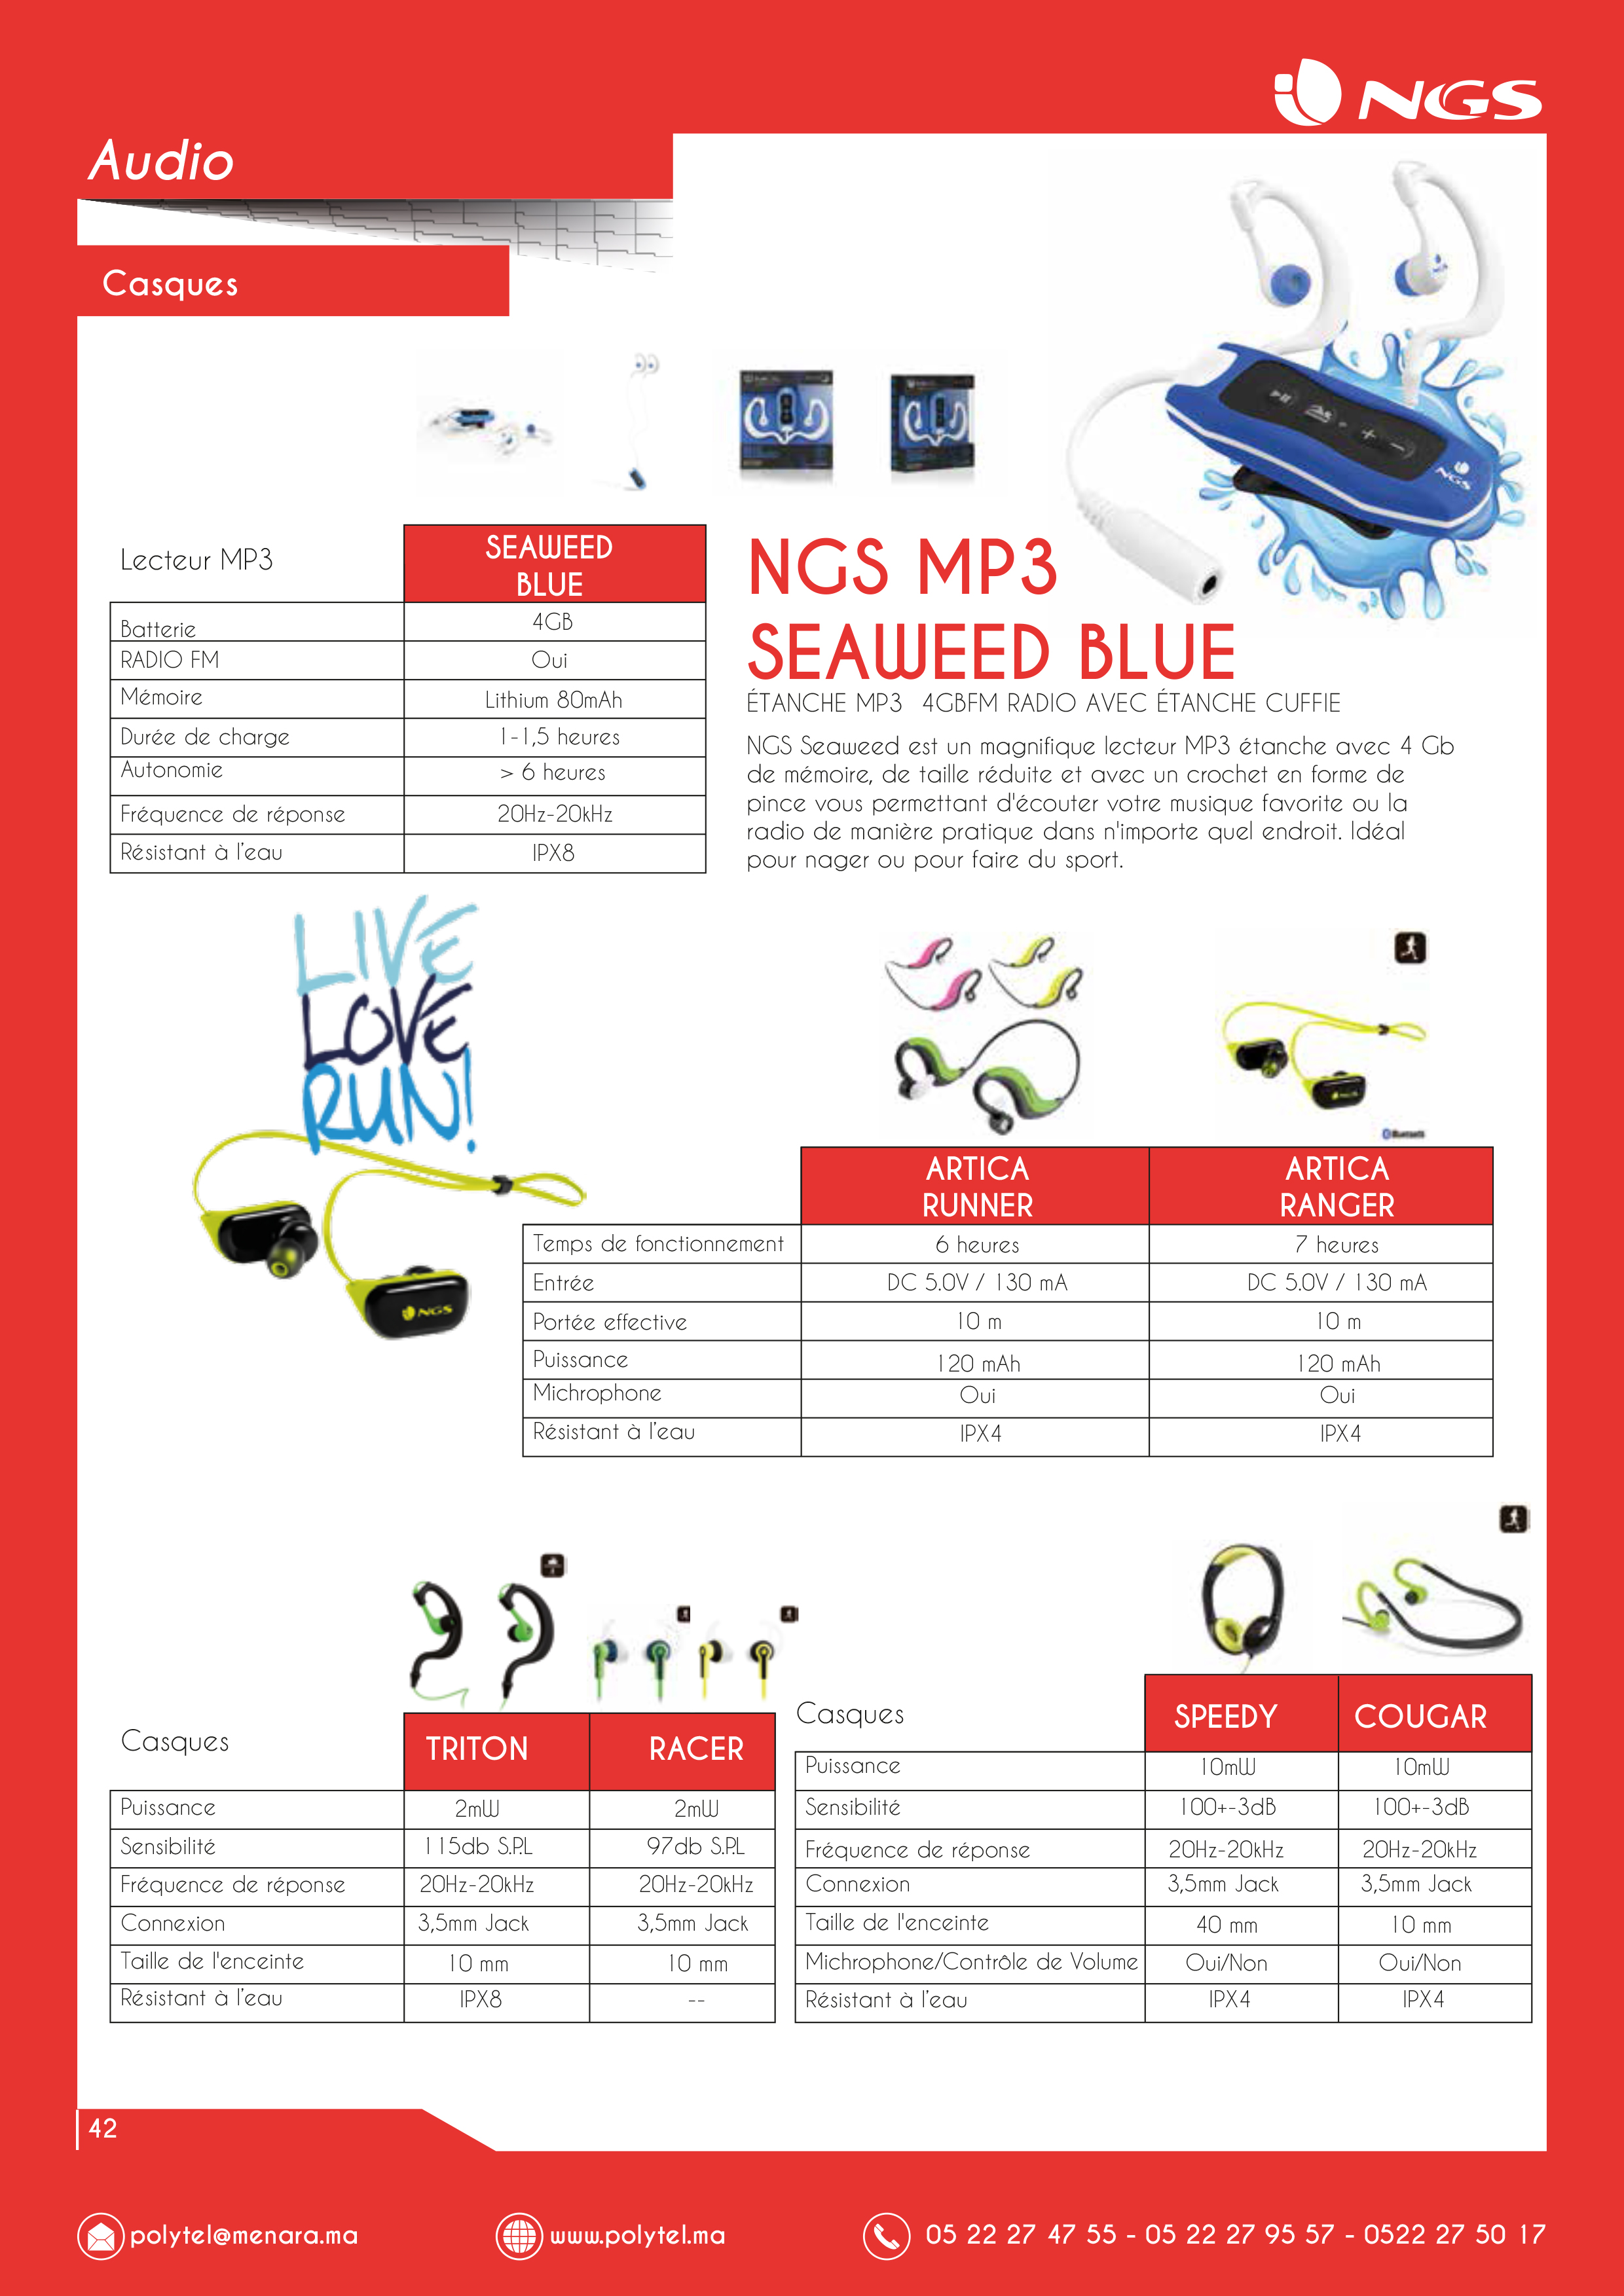 NGS
Audio
Casques
NGS
Lecteur MP3
SEAWEED
BLUE
Batterie 4GB
RADIO FM Oui
Mémoire Lithium 80mAh
Durée de charge 1-1,5 heures
Autonomie > 6 heures
Fréquence de réponse 20Hz-20kHz
Résistant à l'eau IPX8
NGS MP3
SEAWEED BLUE
ÉTANCHE MP3 4GBFM RADIO AVEC ÉTANCHE CUFFIE
NGS Seaweed est un magnifique lecteur MP3 étanche avec 4 Gb
de mémoire, de taille réduite et avec un crochet en forme de
pince vous permettant d'écouter votre musique favorite ou la
radio de manière pratique dans n'importe quel endroit. Idéal
pour nager ou pour faire du sport.
LIVE
LOVE
RUN!
NGS
Bluetooth
ARTICA
RUNNER
ARTICA
RANGER
Temps de fonctionnement 6 heures 7 heures
Entrée DC 5.0V / 130 mA DC 5.0V / 130 mA
Portée effective 10 m 10 m
Puissance 120 mAh 120 mAh
Michrophone Oui Oui
Résistant à l'eau IPX4 IPX4
Casques TRITON RACER
Puissance 2mW 2mW
Sensibilité 115db S.P.L 97db S.P.L
Fréquence de réponse 20Hz-20kHz 20Hz-20kHz
Connexion 3,5mm Jack 3,5mm Jack
Taille de l'enceinte 10 mm 10 mm
Résistant à l'eau IPX8 --
Casques SPEEDY COUGAR
Puissance 10mW 10mW
Sensibilité 100+-3dB 100+-3dB
Fréquence de réponse 20Hz-20kHz 20Hz-20kHz
Connexion 3,5mm Jack 3,5mm Jack
Taille de l'enceinte 40 mm 10 mm
Michrophone/Contrôle de Volume Oui/Non Oui/Non
Résistant à l'eau IPX4 IPX4
42
polytel@menara.ma
www.polytel.ma
05 22 27 47 55 - 05 22 27 95 57 - 0522 27 50 17